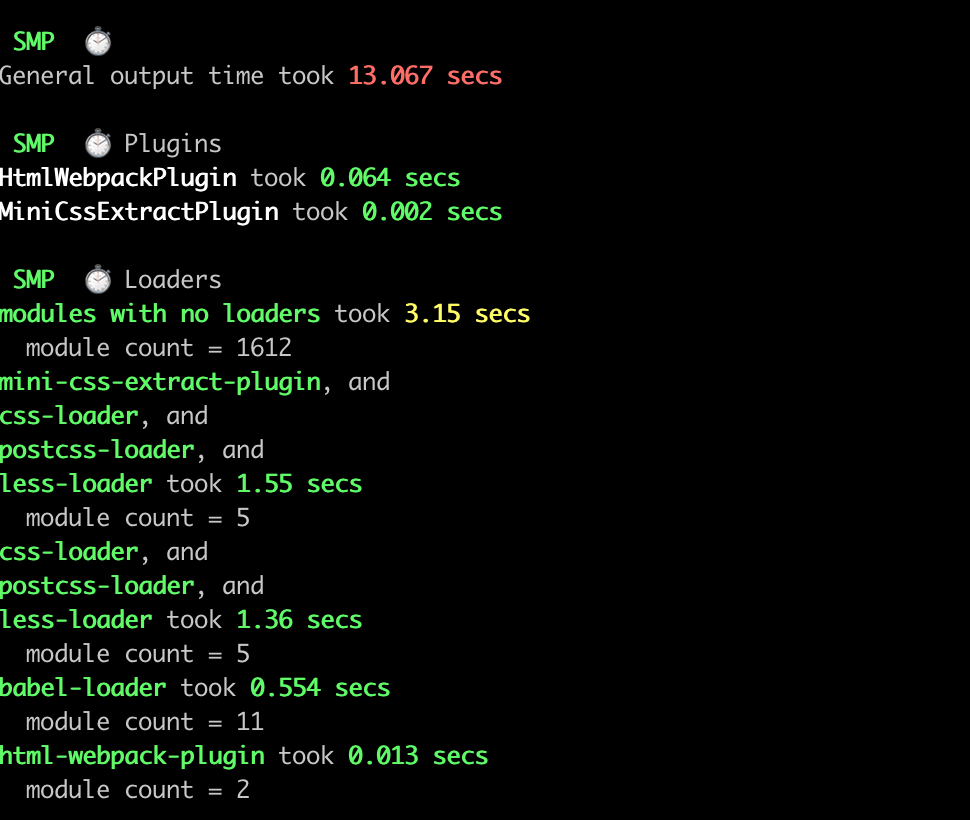 SMP ⏱
General output time took 13.067 secs
SMP ⏱ Plugins
HtmlWebpackPlugin took 0.064 secs
MiniCssExtractPlugin took 0.002 secs
SMP ⏱ Loaders
modules with no loaders took 3.15 secs
module count = 1612
mini-css-extract-plugin, and
css-loader, and
postcss-loader, and
less-loader took 1.55 secs
module count = 5
css-loader, and
postcss-loader, and
less-loader took 1.36 secs
module count = 5
babel-loader took 0.554 secs
module count = 11
html-webpack-plugin took 0.013 secs
module count = 2